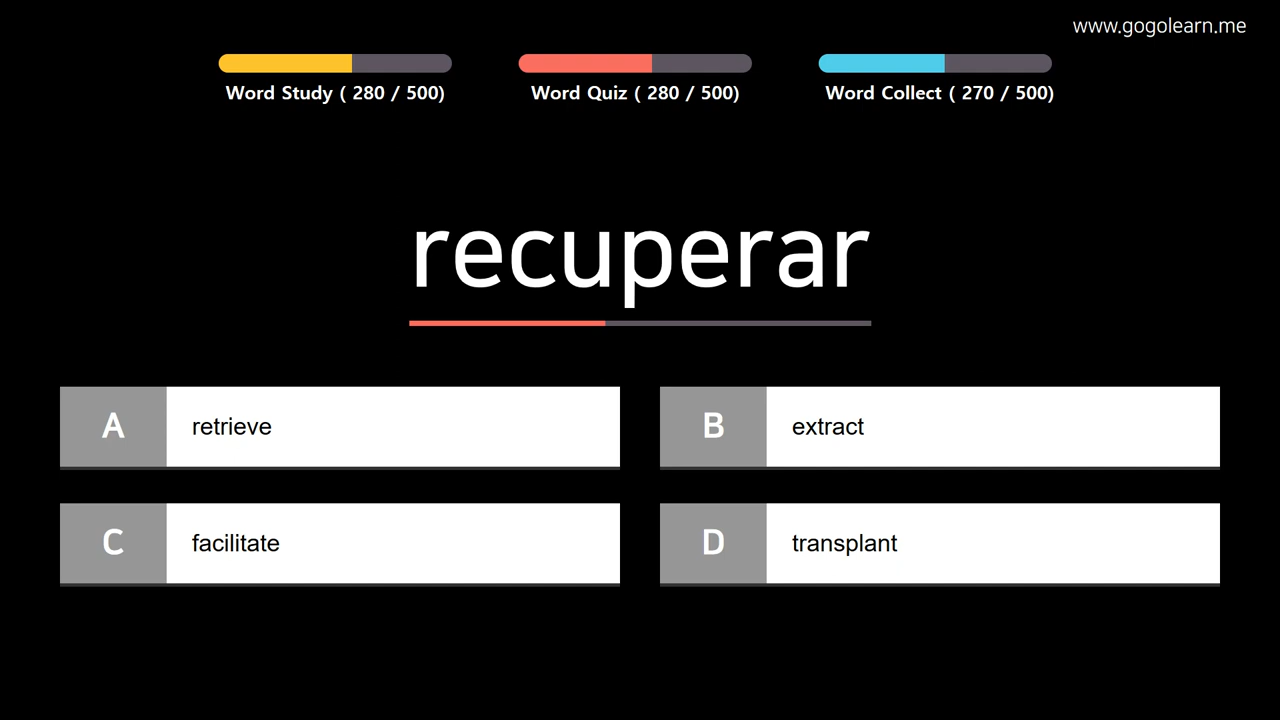 www.gogolearn.me
Word Study ( 280 / 500)
Word Quiz ( 280 / 500)
Word Collect ( 270 / 500)
recuperar
A
retrieve
B
extract
C
facilitate
D
transplant